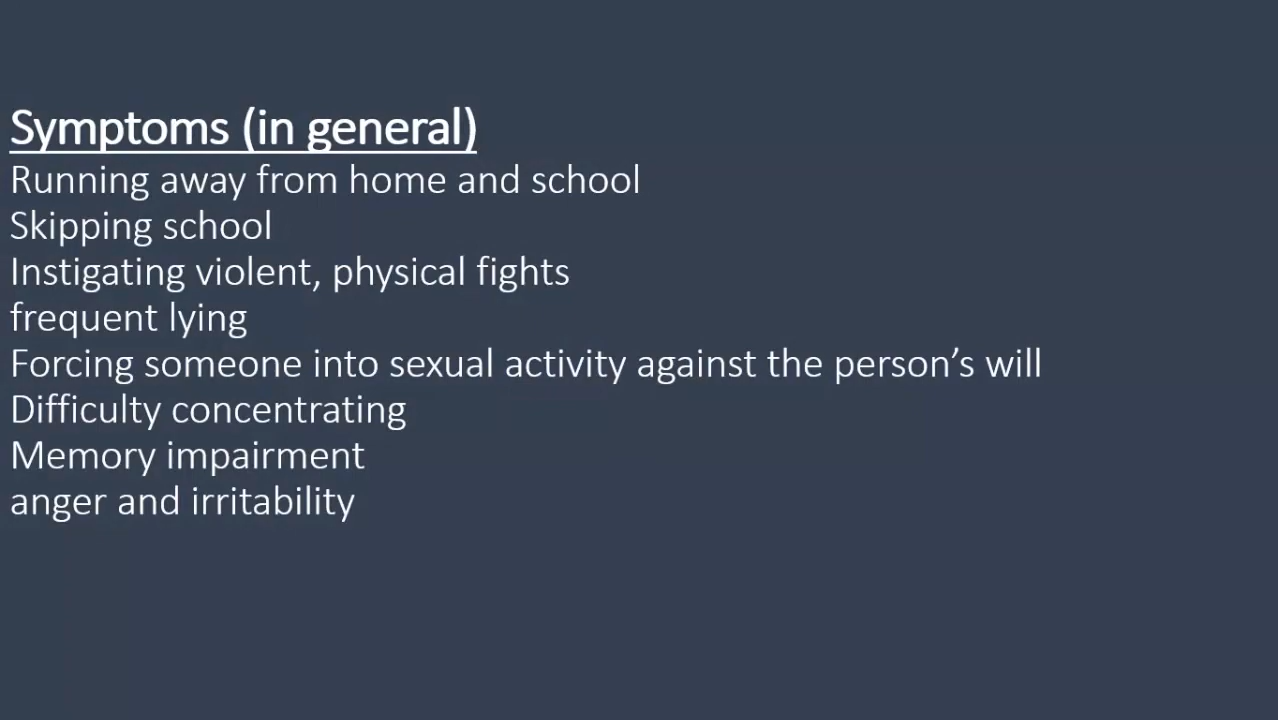 Symptoms (in general)
Running away from home and school
Skipping school
Instigating violent, physical fights
frequent lying
Forcing someone into sexual activity against the person’s will
Difficulty concentrating
Memory impairment
anger and irritability